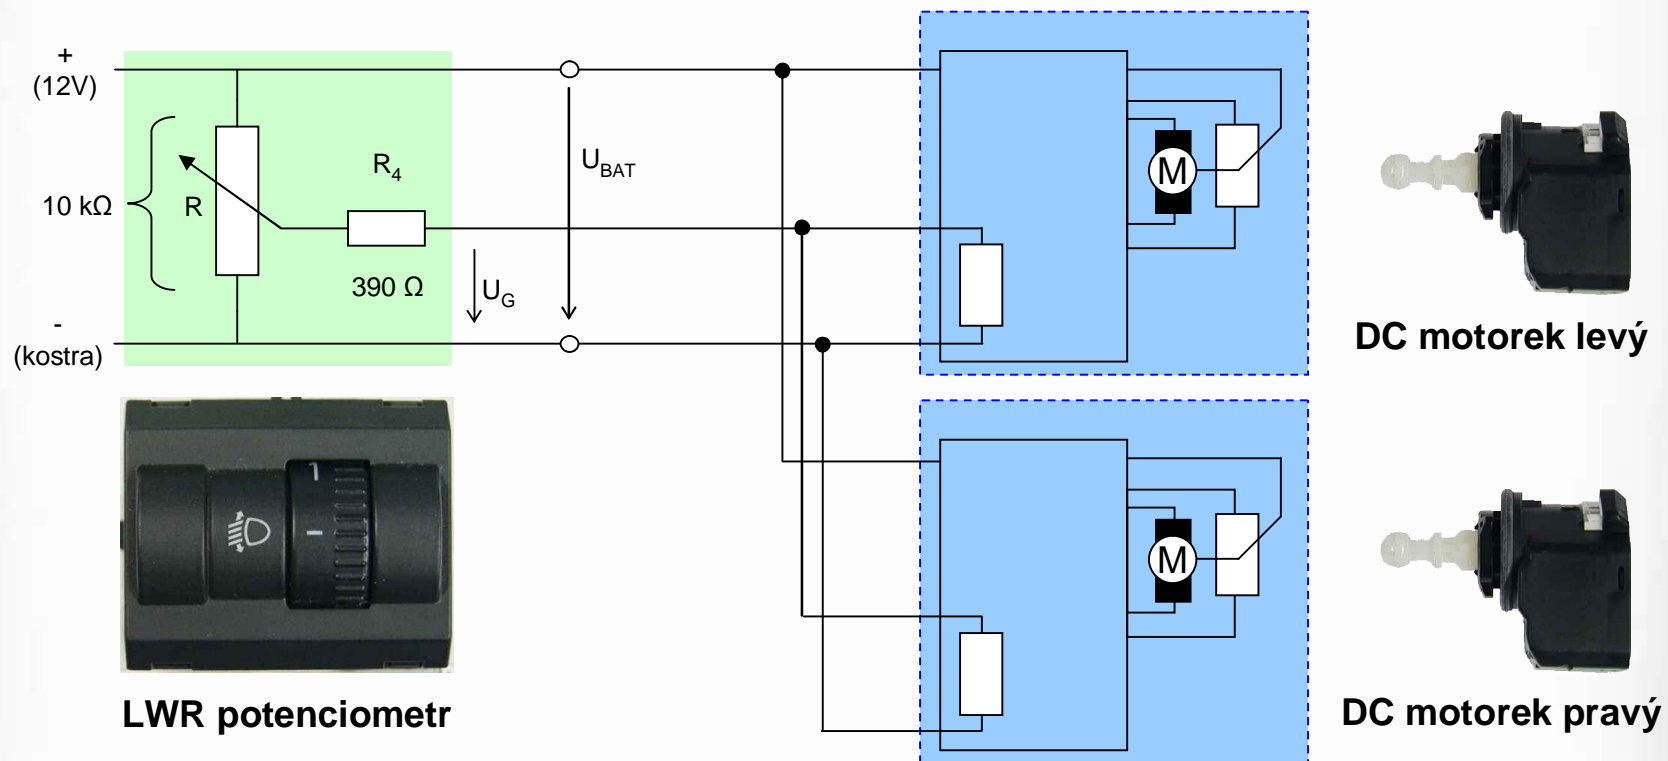 +
(12V)
10 kΩ
R
R4
390 Ω
UG
UBAT
-
(kostra)
M
DC motorek levý
M
DC motorek pravý
LWR potenciometr